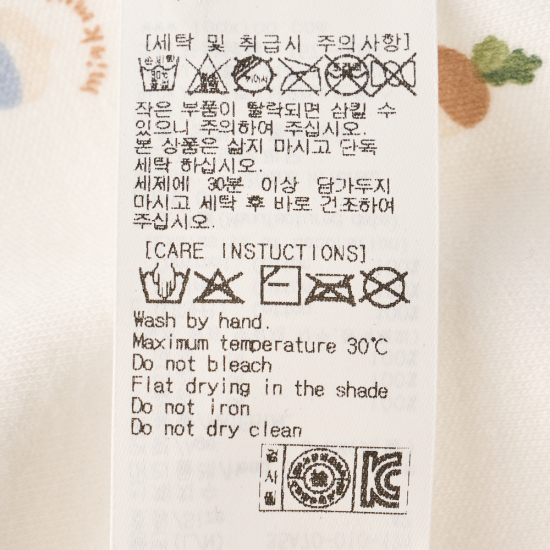 [세탁 및 취급시 주의사항]
작은 부품이 탈락되면 삼킬 수
있으니 주의하여 주십시오.
본 상품은 삶지 마시고 단독
세탁 하십시오.
세제에 30분 이상 담가두지
마시고 세탁 후 바로 건조하여
주십시오.
[CARE INSTUCTIONS]
Wash by hand.
Maximum temperature 30℃
Do not bleach
Flat drying in the shade
Do not iron
Do not dry clean
검사필
KC